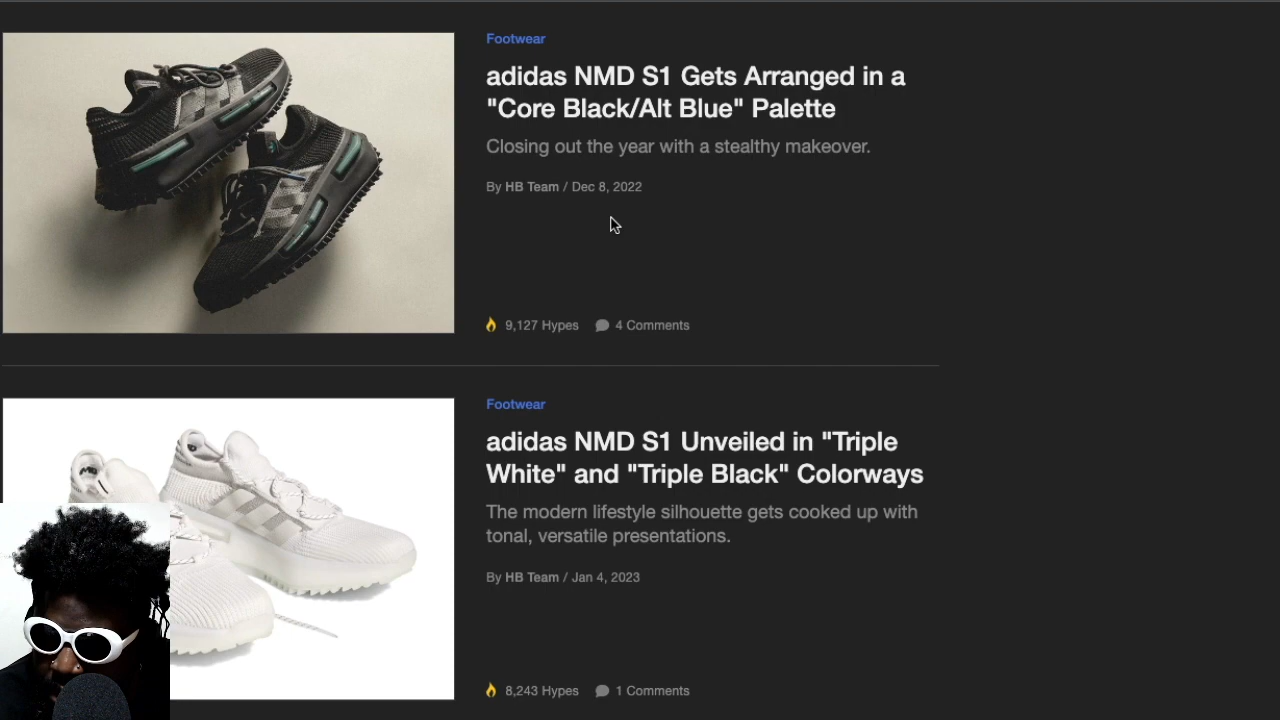 Footwear
adidas NMD S1 Gets Arranged in a
"Core Black/Alt Blue" Palette
Closing out the year with a stealthy makeover.
By HB Team / Dec 8, 2022
9,127 Hypes 4 Comments
Footwear
adidas NMD S1 Unveiled in "Triple
White" and "Triple Black" Colorways
The modern lifestyle silhouette gets cooked up with
tonal, versatile presentations.
By HB Team / Jan 4, 2023
8,243 Hypes 1 Comments